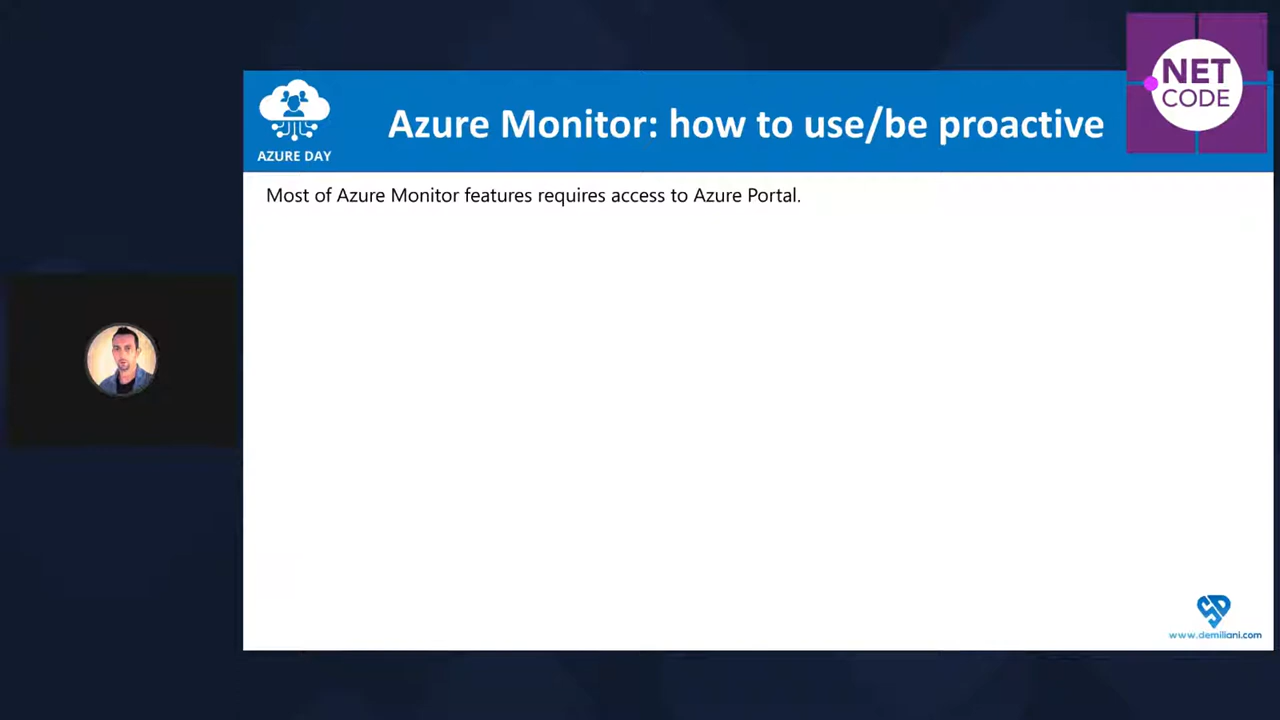 NET
CODE
Azure Monitor: how to use/be proactive
AZURE DAY
Most of Azure Monitor features requires access to Azure Portal.
www.demiliani.com